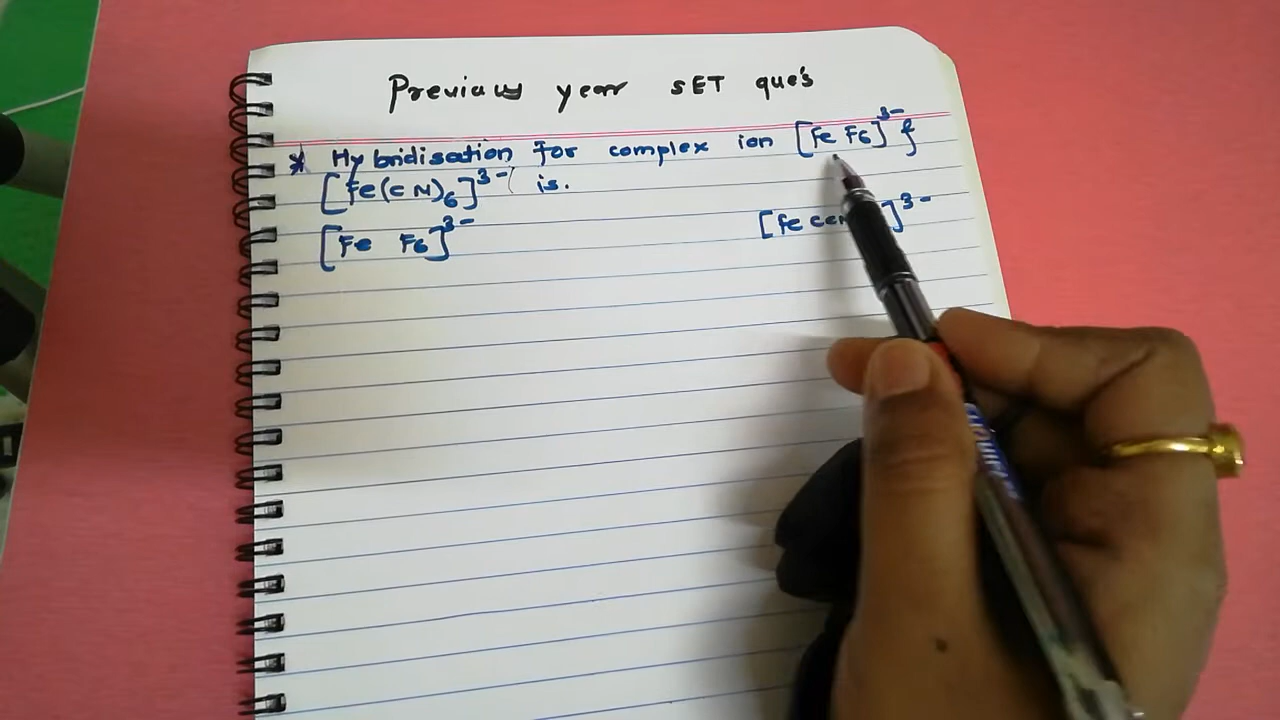 Previous year SET que's
* Hybridisation for complex ion [Fe F6]3- &
[Fe(CN)6]3- is.
[Fe F6]3- [Fe ]3-